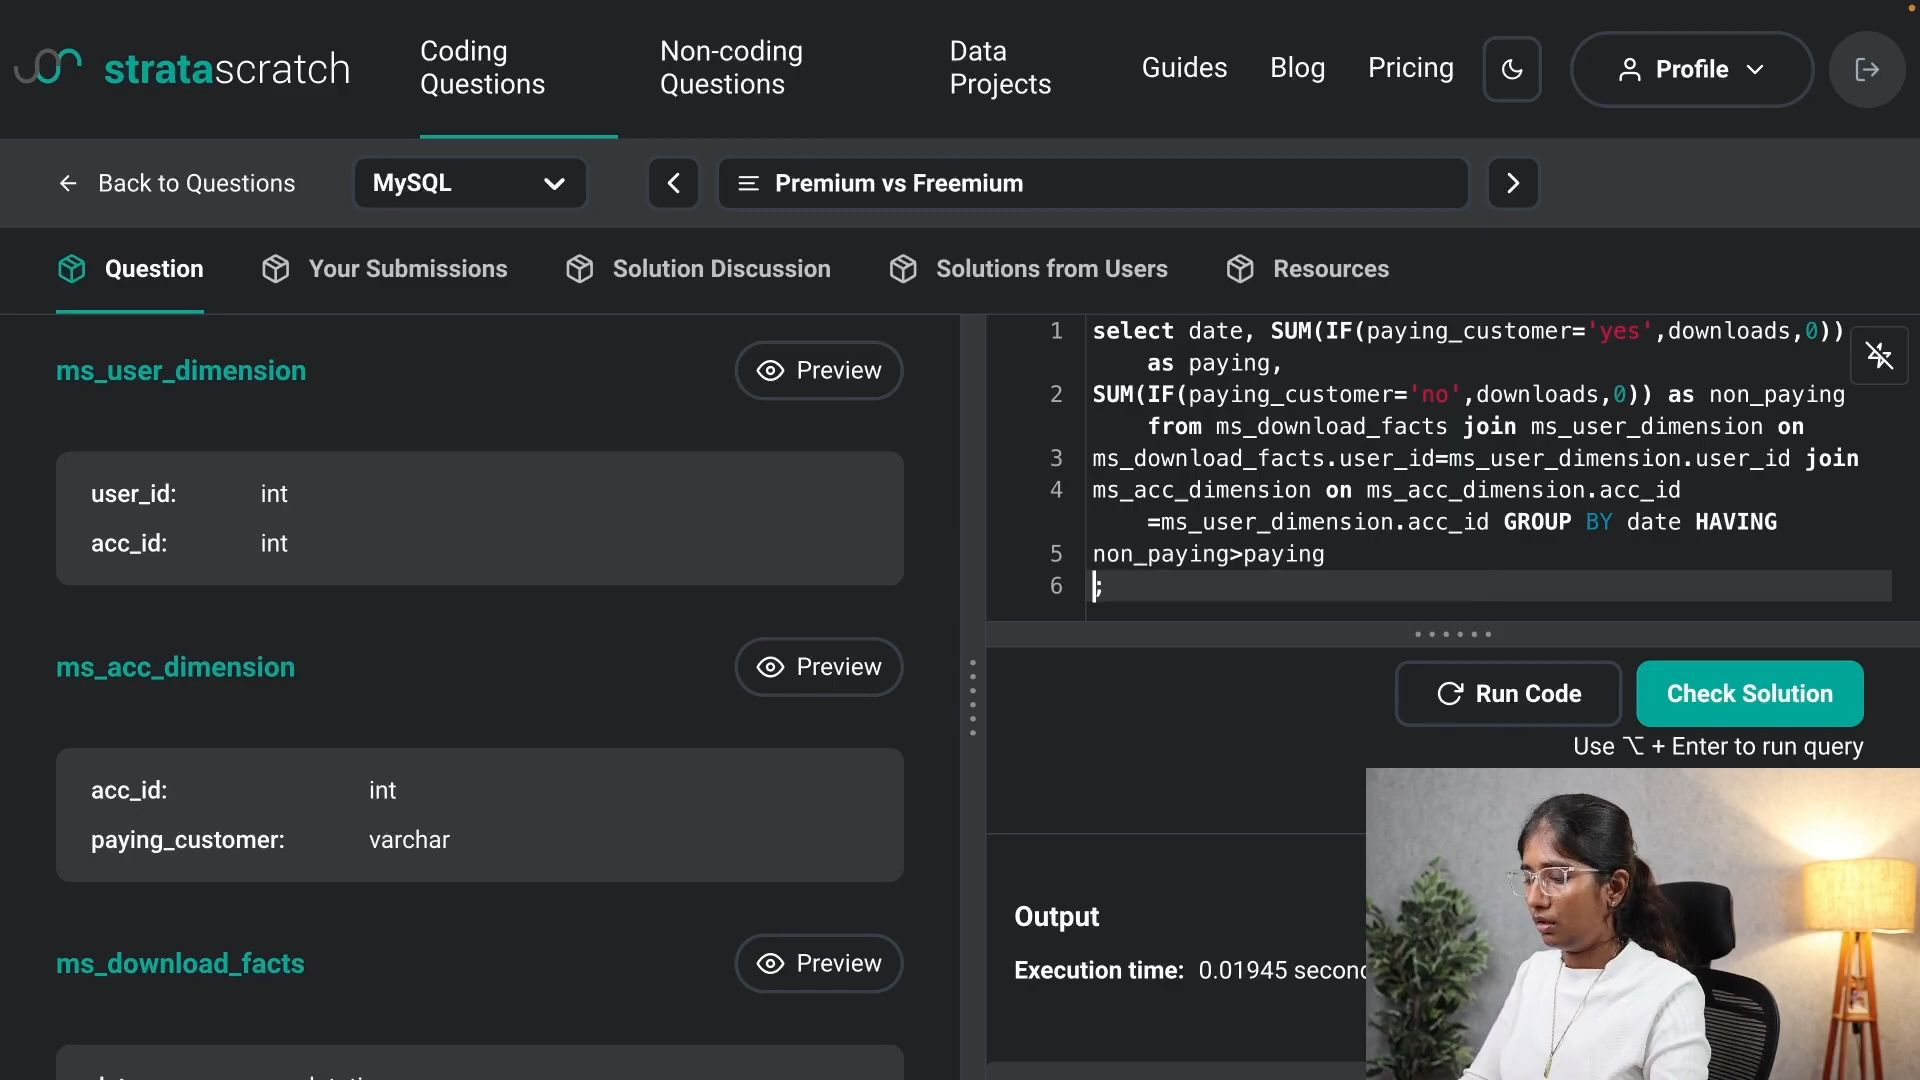 stratascratch
Coding Questions
Non-coding Questions
Data Projects
Guides
Blog
Pricing
Profile
Back to Questions
MySQL
Premium vs Freemium
Question
Your Submissions
Solution Discussion
Solutions from Users
Resources
ms_user_dimension
Preview
user_id: int
acc_id: int
ms_acc_dimension
Preview
acc_id: int
paying_customer: varchar
ms_download_facts
Preview
1 select date, SUM(IF(paying_customer='yes',downloads,0))
as paying,
2 SUM(IF(paying_customer='no',downloads,0)) as non_paying
from ms_download_facts join ms_user_dimension on
3 ms_download_facts.user_id=ms_user_dimension.user_id join
4 ms_acc_dimension on ms_acc_dimension.acc_id
=ms_user_dimension.acc_id GROUP BY date HAVING
5 non_paying>paying
6 ;
Run Code
Check Solution
Use ⌥ + Enter to run query
Output
Execution time: 0.01945